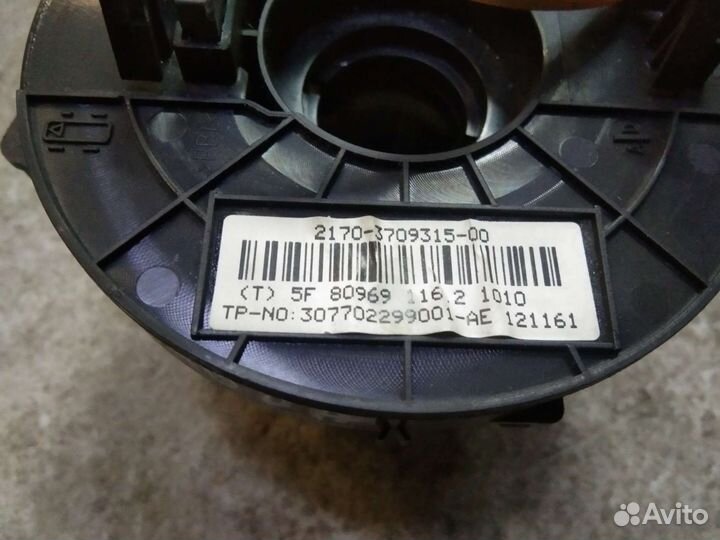 2170-3709315-00
(T) 5F 80969 116.2 1010
TP-NO:307702299001-AE 121161
Avito